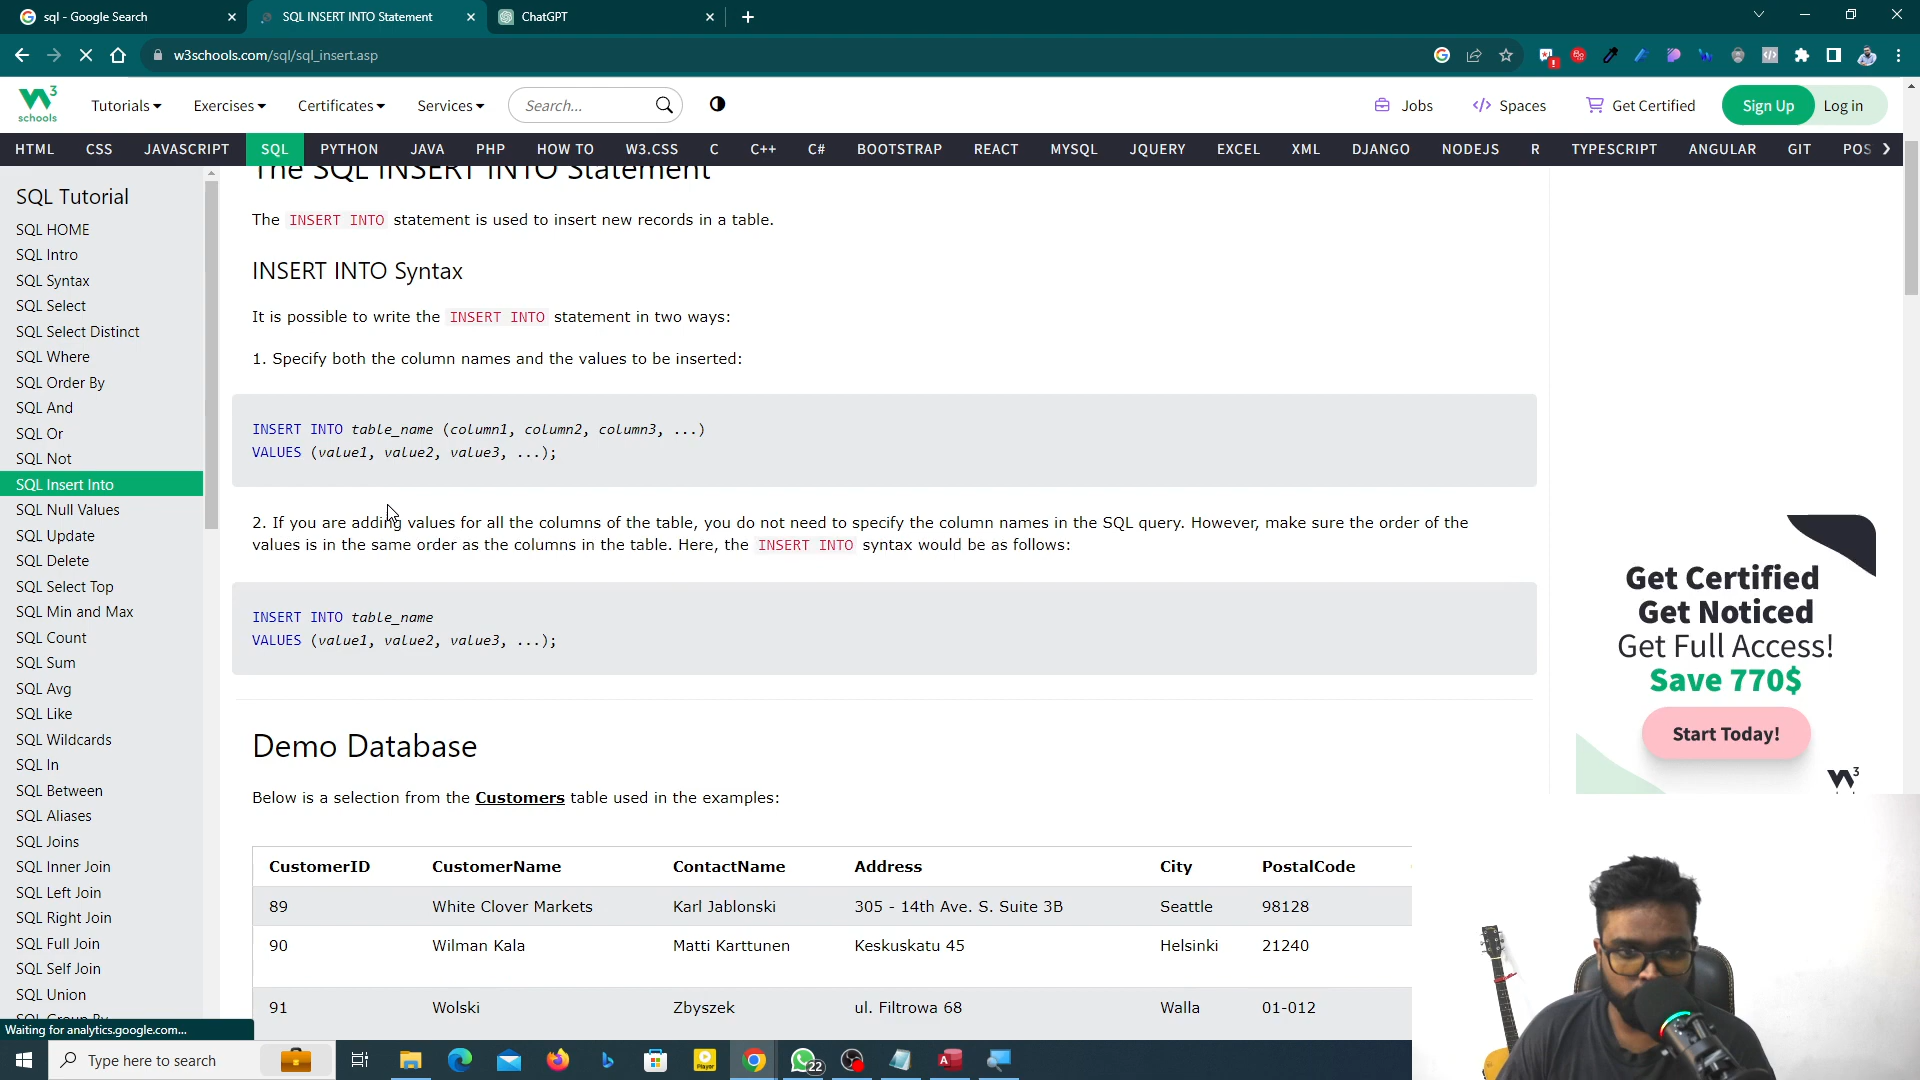 sql - Google Search
SQL INSERT INTO Statement
ChatGPT
w3schools.com/sql/sql_insert.asp
W3 schools
Tutorials
Exercises
Certificates
Services
Search...
Jobs
Spaces
Get Certified
Sign Up
Log in
HTML CSS JAVASCRIPT SQL PYTHON JAVA PHP HOW TO W3.CSS C C++ C# BOOTSTRAP REACT MYSQL JQUERY EXCEL XML DJANGO NODEJS R TYPESCRIPT ANGULAR GIT POS
SQL Tutorial
SQL HOME
SQL Intro
SQL Syntax
SQL Select
SQL Select Distinct
SQL Where
SQL Order By
SQL And
SQL Or
SQL Not
SQL Insert Into
SQL Null Values
SQL Update
SQL Delete
SQL Select Top
SQL Min and Max
SQL Count
SQL Sum
SQL Avg
SQL Like
SQL Wildcards
SQL In
SQL Between
SQL Aliases
SQL Joins
SQL Inner Join
SQL Left Join
SQL Right Join
SQL Full Join
SQL Self Join
SQL Union
SQL Group By
The SQL INSERT INTO Statement
The INSERT INTO statement is used to insert new records in a table.
INSERT INTO Syntax
It is possible to write the INSERT INTO statement in two ways:
1. Specify both the column names and the values to be inserted:
INSERT INTO table_name (column1, column2, column3, ...)
VALUES (value1, value2, value3, ...);
2. If you are adding values for all the columns of the table, you do not need to specify the column names in the SQL query. However, make sure the order of the
values is in the same order as the columns in the table. Here, the INSERT INTO syntax would be as follows:
INSERT INTO table_name
VALUES (value1, value2, value3, ...);
Demo Database
Below is a selection from the Customers table used in the examples:
CustomerID CustomerName ContactName Address City PostalCode
89 White Clover Markets Karl Jablonski 305 - 14th Ave. S. Suite 3B Seattle 98128
90 Wilman Kala Matti Karttunen Keskuskatu 45 Helsinki 21240
91 Wolski Zbyszek ul. Filtrowa 68 Walla 01-012
Get Certified
Get Noticed
Get Full Access!
Save 770$
Start Today!
W3
Waiting for analytics.google.com...
Type here to search
Player
22